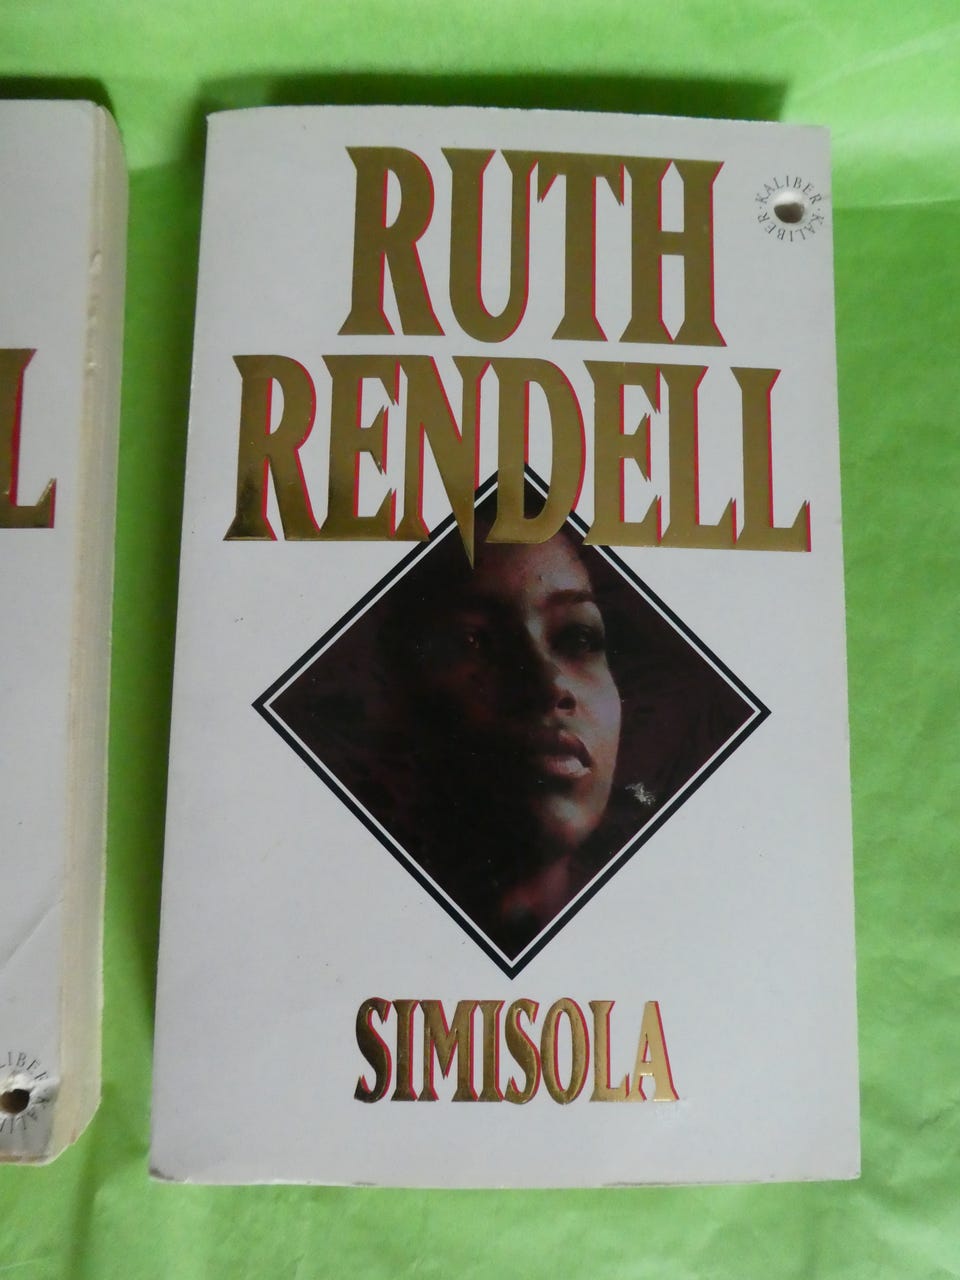 RUTH
RENDELL
KALIBER · KALIBER ·
SIMISOLA
L